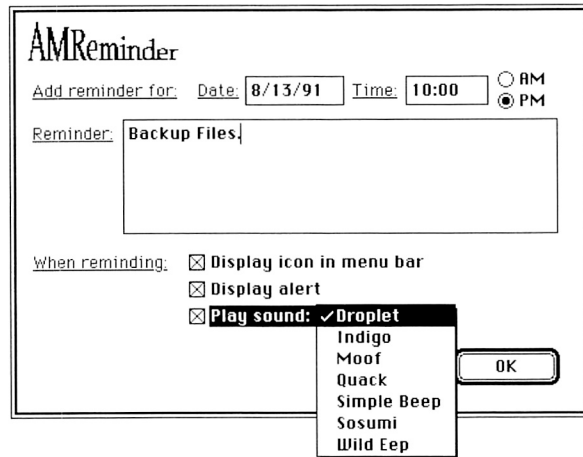 AMReminder
Add reminder for: Date: 8/13/91 Time: 10:00 AM
PM
Reminder: Backup Files.
When reminding: Display icon in menu bar
Display alert
Play sound: ✓Droplet
Indigo
Moof
Quack
OK
Simple Beep
Sosumi
Wild Eep